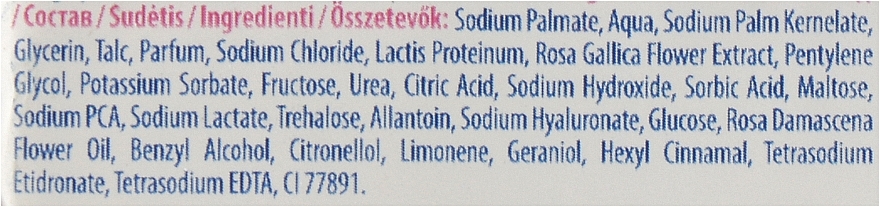 /Состав/Sudėtis/Ingredienti/Összetevők: Sodium Palmate, Aqua, Sodium Palm Kernelate,
Glycerin, Talc, Parfum, Sodium Chloride, Lactis Proteinum, Rosa Gallica Flower Extract, Pentylene
Glycol, Potassium Sorbate, Fructose, Urea, Citric Acid, Sodium Hydroxide, Sorbic Acid, Maltose,
Sodium PCA, Sodium Lactate, Trehalose, Allantoin, Sodium Hyaluronate, Glucose, Rosa Damascena
Flower Oil, Benzyl Alcohol, Citronellol, Limonene, Geraniol, Hexyl Cinnamal, Tetrasodium
Etidronate, Tetrasodium EDTA, CI 77891.